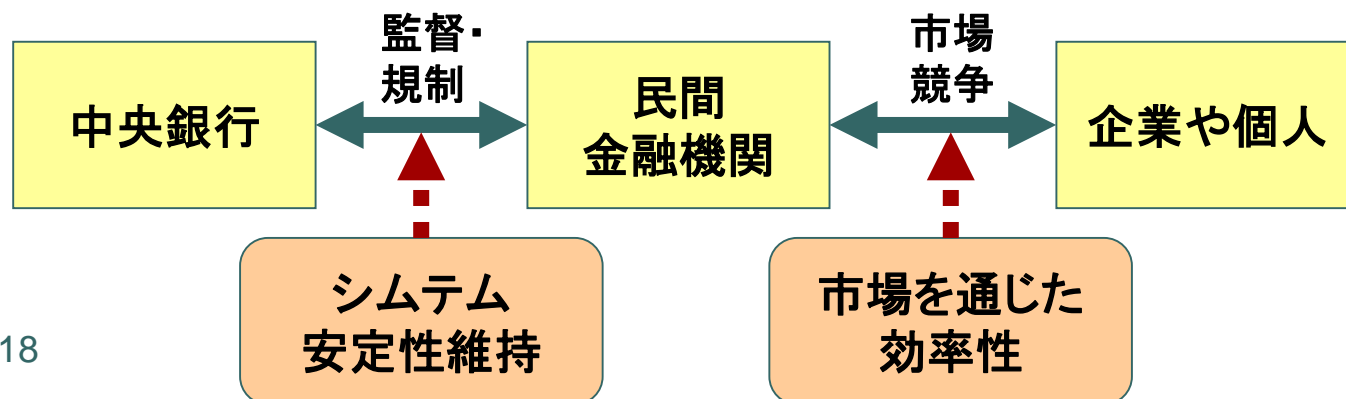 監督・
規制
市場
競争
中央銀行
民間
金融機関
企業や個人
シムテム
安定性維持
市場を通じた
効率性
18